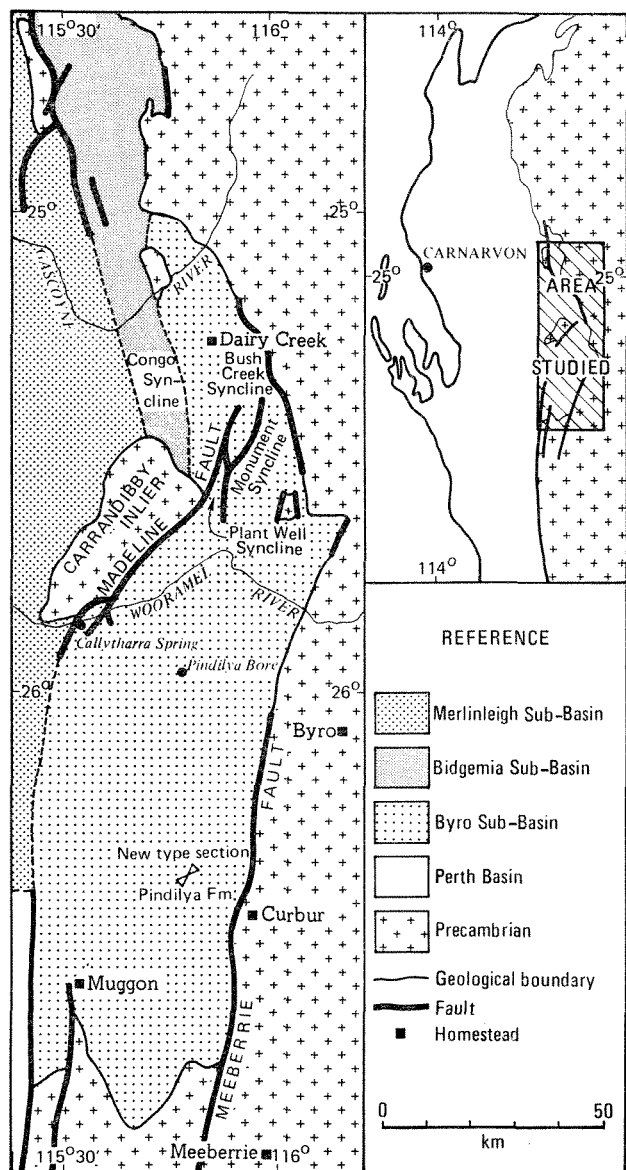 115°30'
116°
25°
25°
GASCOYNE
RIVER
Dairy Creek
Bush
Creek
Syncline
Congo
Syn-
cline
FAULT
Monument
Syncline
CARRANDIBBY
INLIER
MADELINE
Plant Well
Syncline
WOORAMEL
RIVER
Callytharra Spring
Pindilya Bore
26°
26°
Byro
FAULT
New type section
Pindilya Fm.
Curbur
Muggon
MEEBERRIE
115°30'
Meeberrie
116°
114°
CARNARVON
25°
25°
AREA
STUDIED
114°
REFERENCE
Merlinleigh Sub-Basin
Bidgemia Sub-Basin
Byro Sub-Basin
Perth Basin
Precambrian
Geological boundary
Fault
Homestead
0
50
km